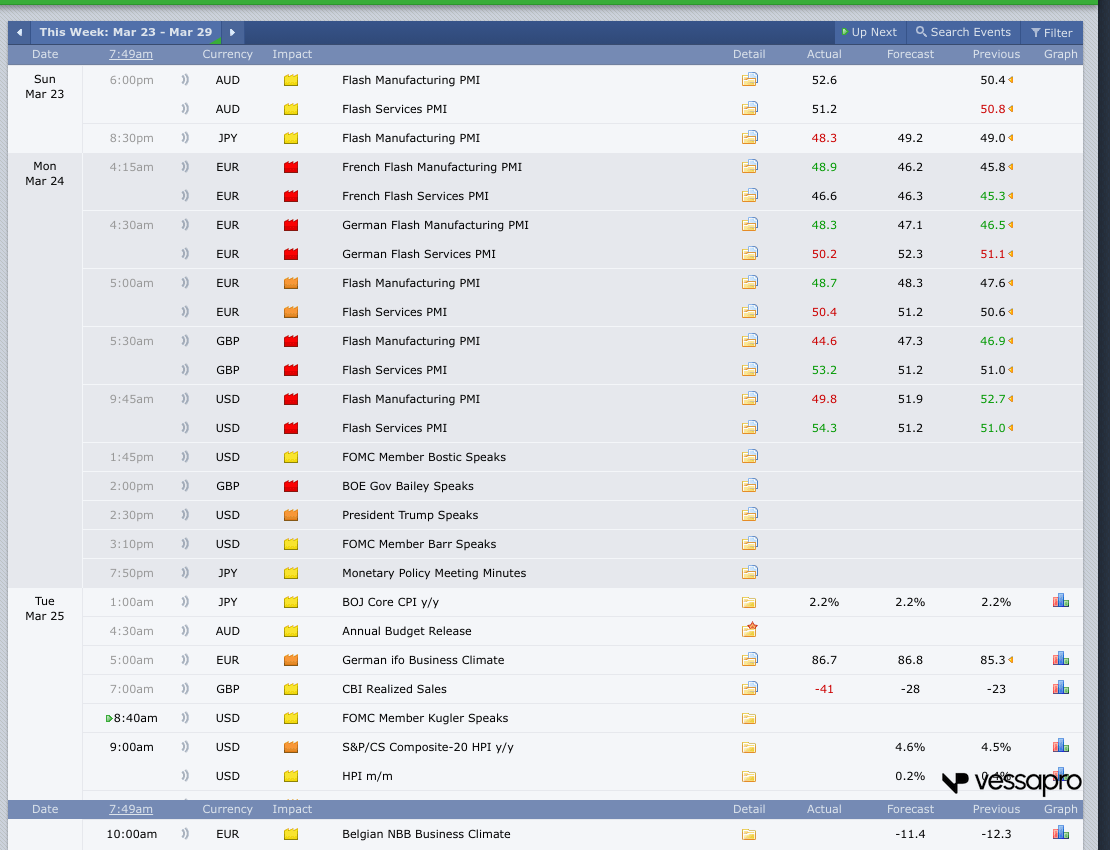 This Week: Mar 23 - Mar 29 Up Next Search Events Filter
Date 7:49am Currency Impact Detail Actual Forecast Previous Graph
Sun Mar 23 6:00pm AUD Flash Manufacturing PMI 52.6 50.4
AUD Flash Services PMI 51.2 50.8
8:30pm JPY Flash Manufacturing PMI 48.3 49.2 49.0
Mon Mar 24 4:15am EUR French Flash Manufacturing PMI 48.9 46.2 45.8
EUR French Flash Services PMI 46.6 46.3 45.3
4:30am EUR German Flash Manufacturing PMI 48.3 47.1 46.5
EUR German Flash Services PMI 50.2 52.3 51.1
5:00am EUR Flash Manufacturing PMI 48.7 48.3 47.6
EUR Flash Services PMI 50.4 51.2 50.6
5:30am GBP Flash Manufacturing PMI 44.6 47.3 46.9
GBP Flash Services PMI 53.2 51.2 51.0
9:45am USD Flash Manufacturing PMI 49.8 51.9 52.7
USD Flash Services PMI 54.3 51.2 51.0
1:45pm USD FOMC Member Bostic Speaks
2:00pm GBP BOE Gov Bailey Speaks
2:30pm USD President Trump Speaks
3:10pm USD FOMC Member Barr Speaks
7:50pm JPY Monetary Policy Meeting Minutes
Tue Mar 25 1:00am JPY BOJ Core CPI y/y 2.2% 2.2% 2.2%
4:30am AUD Annual Budget Release
5:00am EUR German ifo Business Climate 86.7 86.8 85.3
7:00am GBP CBI Realized Sales -41 -28 -23
8:40am USD FOMC Member Kugler Speaks
9:00am USD S&P/CS Composite-20 HPI y/y 4.6% 4.5%
USD HPI m/m 0.2%
vessapro
Date 7:49am Currency Impact Detail Actual Forecast Previous Graph
10:00am EUR Belgian NBB Business Climate -11.4 -12.3